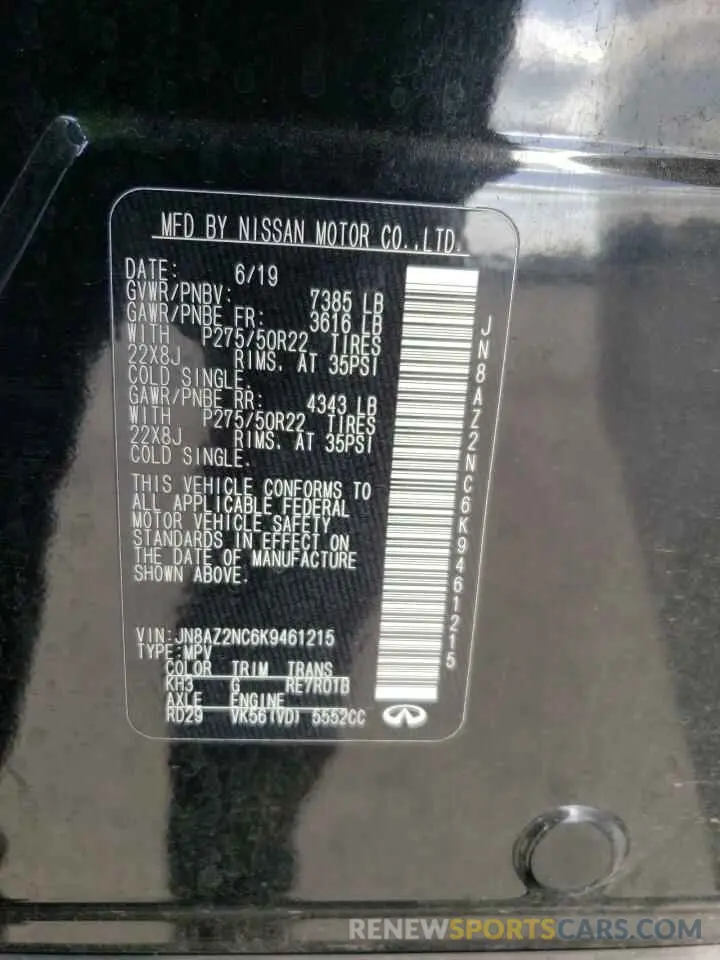 MFD BY NISSAN MOTOR CO.,LTD.
DATE: 6/19
GVWR/PNBV: 7385 LB
GAWR/PNBE FR: 3616 LB
WITH P275/50R22 TIRES
22X8J RIMS. AT 35PSI
COLD SINGLE.
GAWR/PNBE RR: 4343 LB
WITH P275/50R22 TIRES
22X8J RIMS. AT 35PSI
COLD SINGLE.
THIS VEHICLE CONFORMS TO
ALL APPLICABLE FEDERAL
MOTOR VEHICLE SAFETY
STANDARDS IN EFFECT ON
THE DATE OF MANUFACTURE
SHOWN ABOVE.
VIN:JN8AZ2NC6K9461215
TYPE:MPV
COLOR TRIM TRANS
KH3 G RE7R01B
AXLE ENGINE
RD29 VK56(VD) 5552CC
JN8AZ2NC6K9461215
RENEWSPORTSCARS.COM